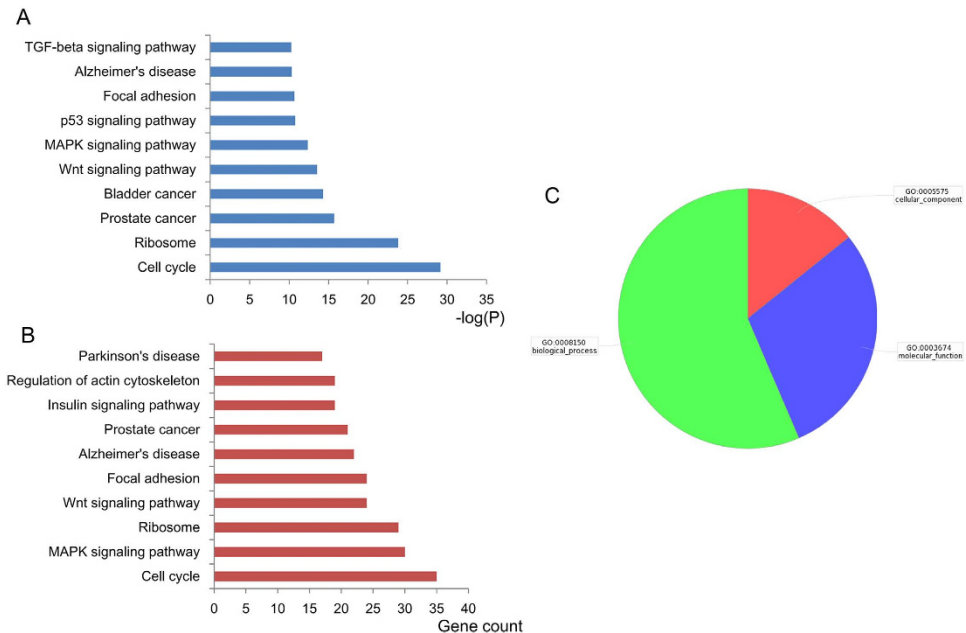 A
TGF-beta signaling pathway
Alzheimer's disease
Focal adhesion
p53 signaling pathway
MAPK signaling pathway
Wnt signaling pathway
Bladder cancer
Prostate cancer
Ribosome
Cell cycle
0 5 10 15 20 25 30 35
-log(P)
B
Parkinson's disease
Regulation of actin cytoskeleton
Insulin signaling pathway
Prostate cancer
Alzheimer's disease
Focal adhesion
Wnt signaling pathway
Ribosome
MAPK signaling pathway
Cell cycle
0 5 10 15 20 25 30 35 40
Gene count
C
GO:0005575
cellular_component
GO:0008150
biological_process
GO:0003674
molecular_function